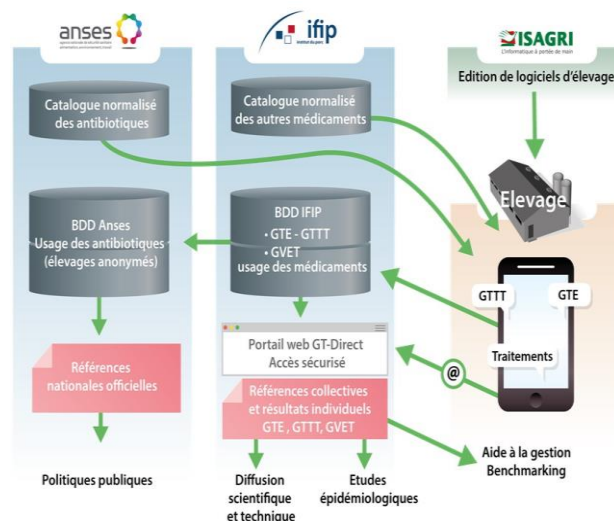 anses
ifip
institut du porc
ISAGRI
L'informatique à portée de main
Edition de logiciels d'élevage
Catalogue normalisé
des antibiotiques
Catalogue normalisé
des autres médicaments
Elevage
BDD Anses
Usage des antibiotiques
(élevages anonymés)
BDD IFIP
• GTE - GTTT
• GVET
usage des médicaments
GTTT
GTE
Traitements
Portail web GT-Direct
Accès sécurisé
@
Références
nationales officielles
Références collectives
et résultats individuels
GTE , GTTT, GVET
Aide à la gestion
Benchmarking
Politiques publiques
Diffusion
scientifique
et technique
Etudes
épidémiologiques